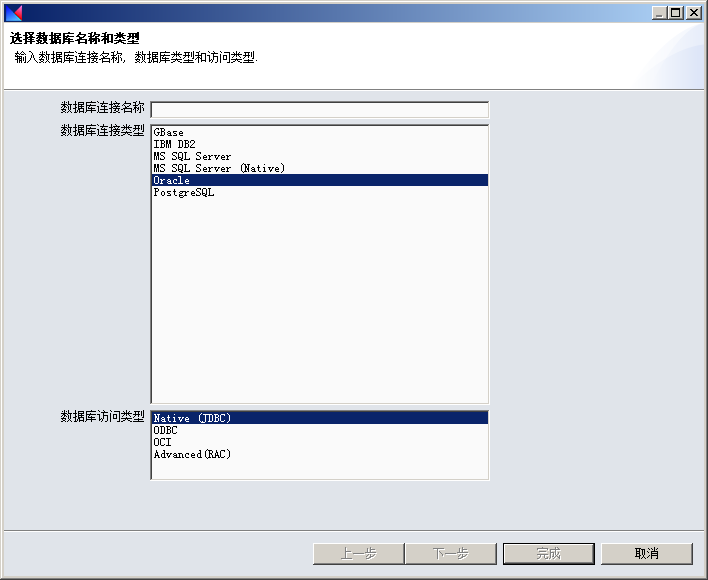 选择数据库名称和类型
输入数据库连接名称, 数据库类型和访问类型.
数据库连接名称
数据库连接类型
GBase
IBM DB2
MS SQL Server
MS SQL Server (Native)
Oracle
PostgreSQL
数据库访问类型
Native (JDBC)
ODBC
OCI
Advanced(RAC)
上一步 下一步 完成 取消